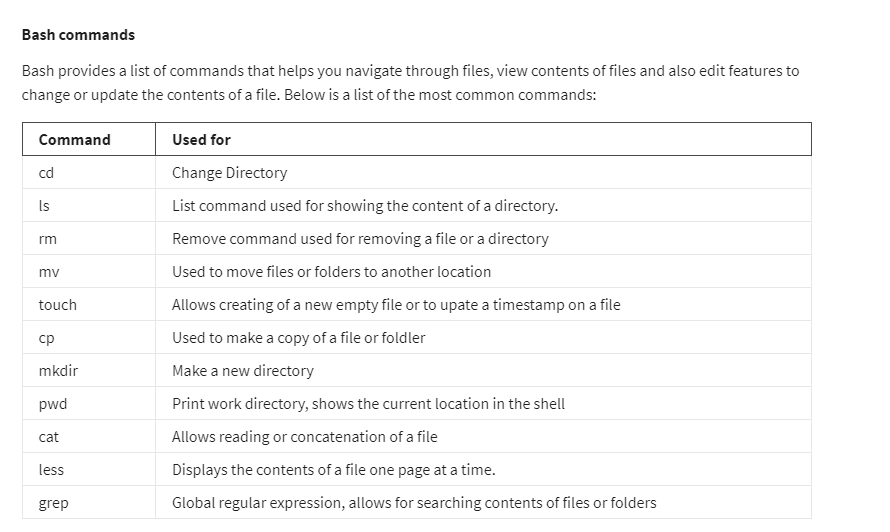 Bash commands
Bash provides a list of commands that helps you navigate through files, view contents of files and also edit features to
change or update the contents of a file. Below is a list of the most common commands:
Command Used for
cd Change Directory
ls List command used for showing the content of a directory.
rm Remove command used for removing a file or a directory
mv Used to move files or folders to another location
touch Allows creating of a new empty file or to upate a timestamp on a file
cp Used to make a copy of a file or foldler
mkdir Make a new directory
pwd Print work directory, shows the current location in the shell
cat Allows reading or concatenation of a file
less Displays the contents of a file one page at a time.
grep Global regular expression, allows for searching contents of files or folders